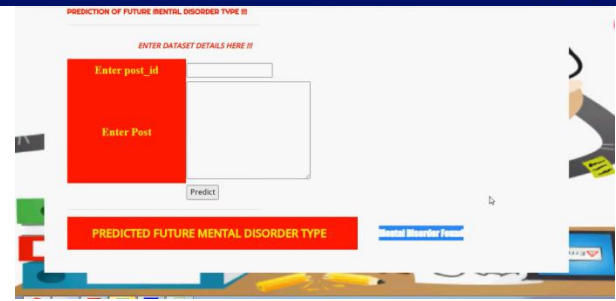 PREDICTION OF FUTURE MENTAL DISORDER TYPE !!!
ENTER DATASET DETAILS HERE !!!
Enter post_id
Enter Post
Predict
PREDICTED FUTURE MENTAL DISORDER TYPE
Mental Disorder Found